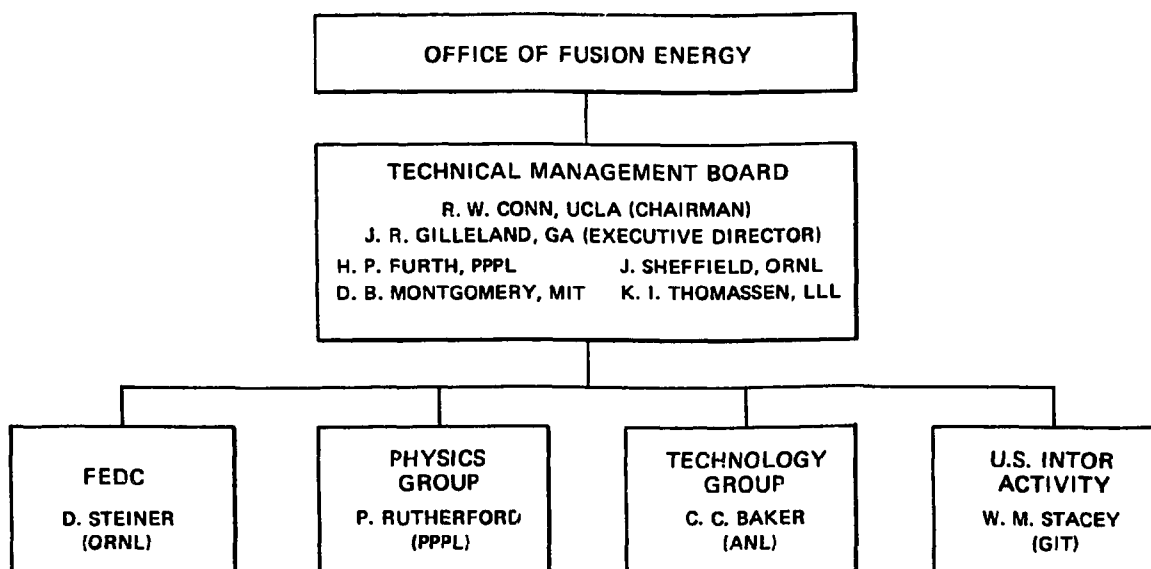 OFFICE OF FUSION ENERGY
TECHNICAL MANAGEMENT BOARD
R. W. CONN, UCLA (CHAIRMAN)
J. R. GILLELAND, GA (EXECUTIVE DIRECTOR)
H. P. FURTH, PPPL J. SHEFFIELD, ORNL
D. B. MONTGOMERY, MIT K. I. THOMASSEN, LLL
FEDC
D. STEINER
(ORNL)
PHYSICS
GROUP
P. RUTHERFORD
(PPPL)
TECHNOLOGY
GROUP
C. C. BAKER
(ANL)
U.S. INTOR
ACTIVITY
W. M. STACEY
(GIT)